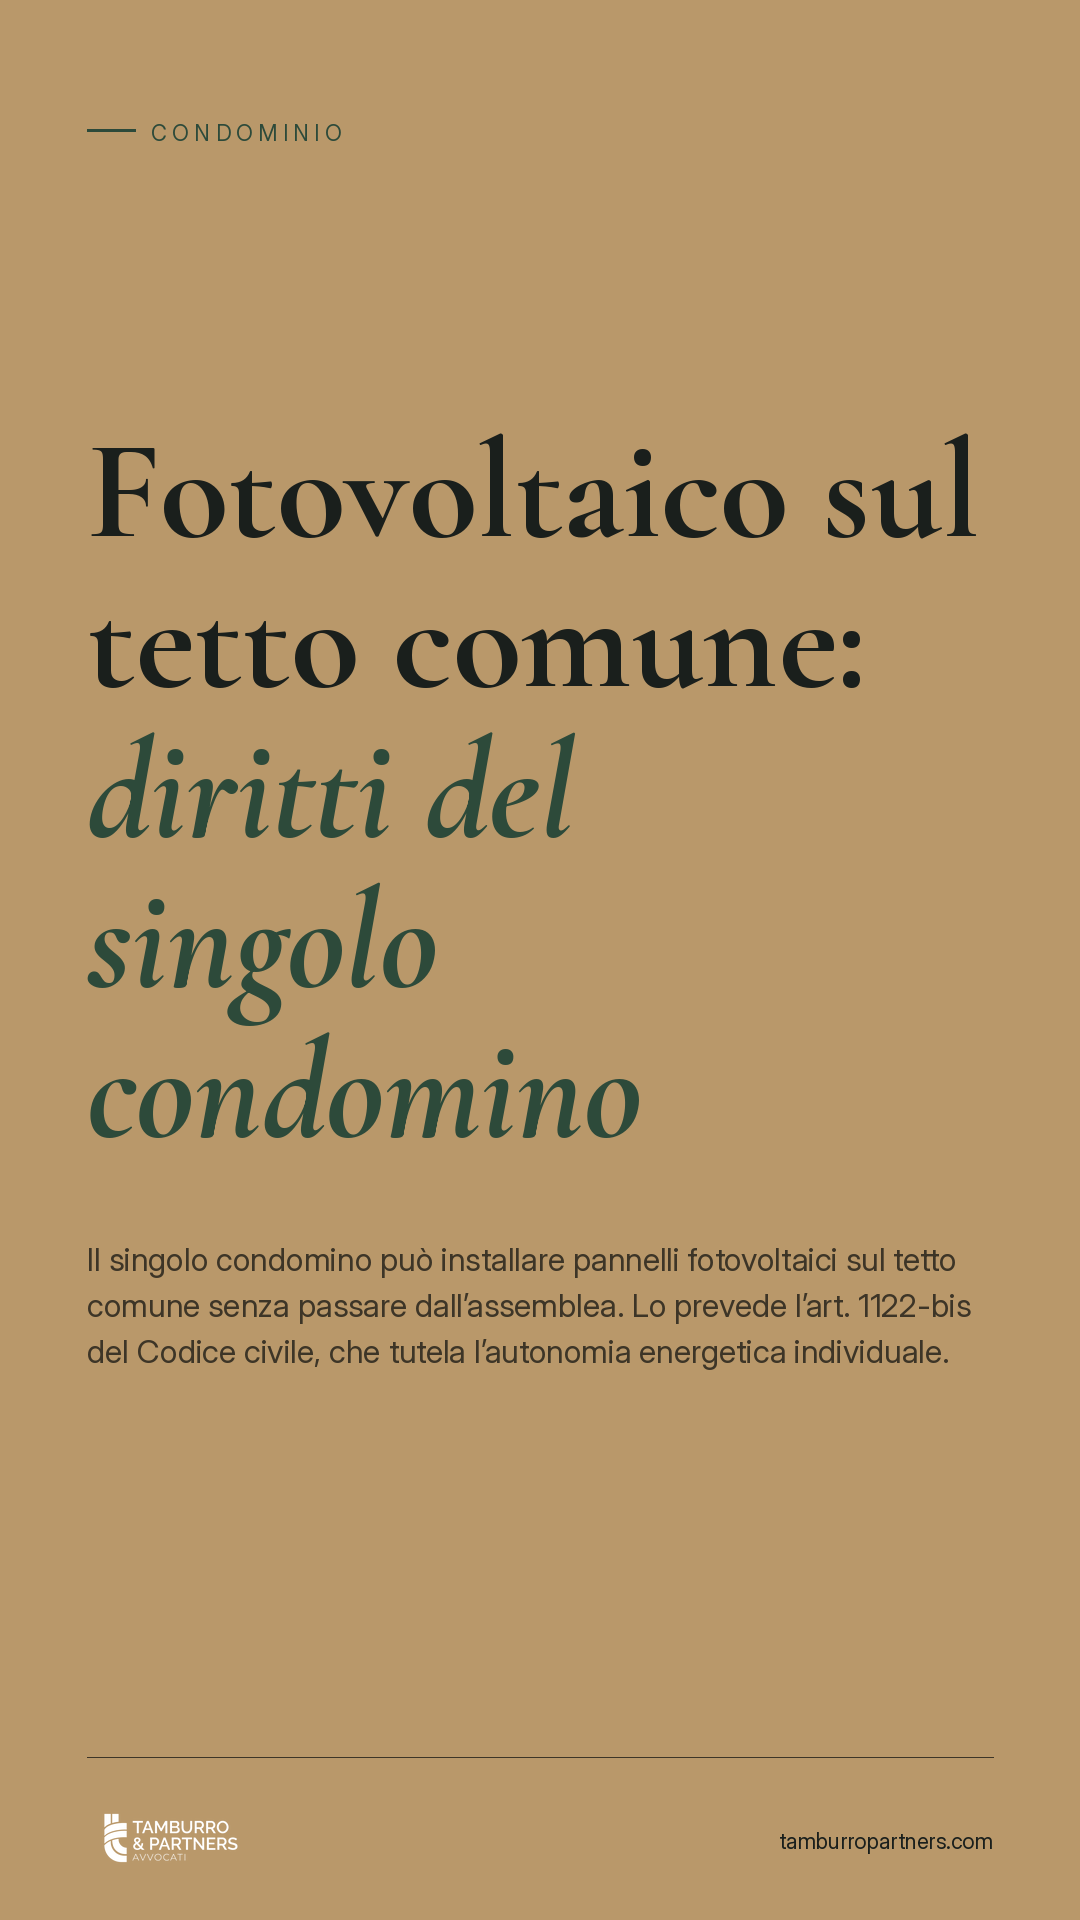 CONDOMINIO
Fotovoltaico sul
tetto comune:
diritti del
singolo
condomino
Il singolo condomino può installare pannelli fotovoltaici sul tetto
comune senza passare dall’assemblea. Lo prevede l’art. 1122-bis
del Codice civile, che tutela l’autonomia energetica individuale.
TAMBURRO
& PARTNERS
AVVOCATI
tamburropartners.com